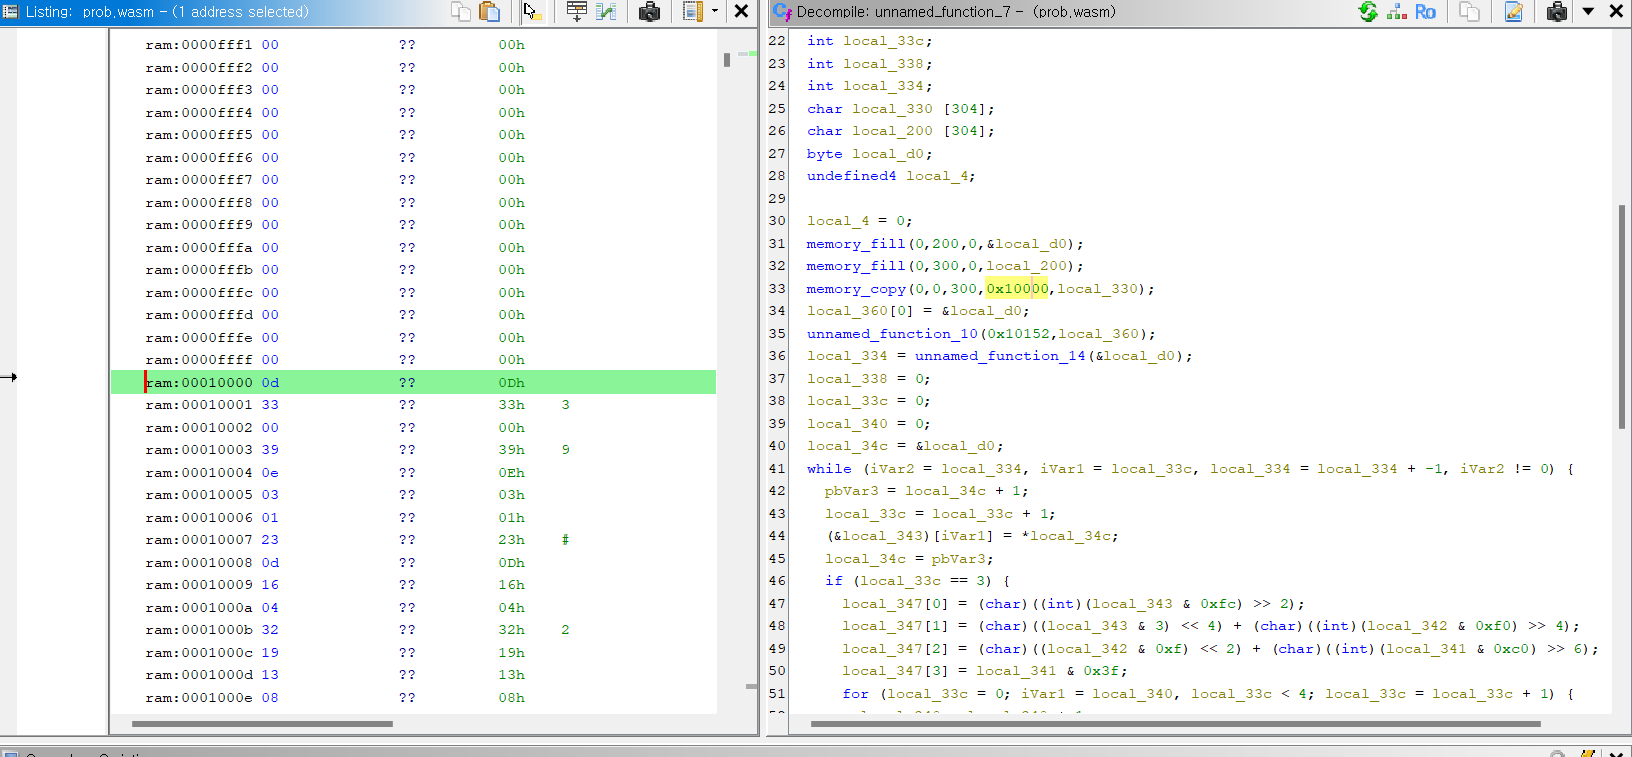 Listing: prob.wasm - (1 address selected)
ram:0000fff1 00 ?? 00h
ram:0000fff2 00 ?? 00h
ram:0000fff3 00 ?? 00h
ram:0000fff4 00 ?? 00h
ram:0000fff5 00 ?? 00h
ram:0000fff6 00 ?? 00h
ram:0000fff7 00 ?? 00h
ram:0000fff8 00 ?? 00h
ram:0000fff9 00 ?? 00h
ram:0000fffa 00 ?? 00h
ram:0000fffb 00 ?? 00h
ram:0000fffc 00 ?? 00h
ram:0000fffd 00 ?? 00h
ram:0000fffe 00 ?? 00h
ram:0000ffff 00 ?? 00h
ram:00010000 0d ?? 0Dh
ram:00010001 33 ?? 33h 3
ram:00010002 00 ?? 00h
ram:00010003 39 ?? 39h 9
ram:00010004 0e ?? 0Eh
ram:00010005 03 ?? 03h
ram:00010006 01 ?? 01h
ram:00010007 23 ?? 23h #
ram:00010008 0d ?? 0Dh
ram:00010009 16 ?? 16h
ram:0001000a 04 ?? 04h
ram:0001000b 32 ?? 32h 2
ram:0001000c 19 ?? 19h
ram:0001000d 13 ?? 13h
ram:0001000e 08 ?? 08h
Decompile: unnamed_function_7 - (prob.wasm)
Ro
22 int local_33c;
23 int local_338;
24 int local_334;
25 char local_330 [304];
26 char local_200 [304];
27 byte local_d0;
28 undefined4 local_4;
29
30 local_4 = 0;
31 memory_fill(0,200,0,&local_d0);
32 memory_fill(0,300,0,local_200);
33 memory_copy(0,0,300,0x10000,local_330);
34 local_360[0] = &local_d0;
35 unnamed_function_10(0x10152,local_360);
36 local_334 = unnamed_function_14(&local_d0);
37 local_338 = 0;
38 local_33c = 0;
39 local_340 = 0;
40 local_34c = &local_d0;
41 while (iVar2 = local_334, iVar1 = local_33c, local_334 = local_334 + -1, iVar2 != 0) {
42 pbVar3 = local_34c + 1;
43 local_33c = local_33c + 1;
44 (&local_343)[iVar1] = *local_34c;
45 local_34c = pbVar3;
46 if (local_33c == 3) {
47 local_347[0] = (char)((int)(local_343 & 0xfc) >> 2);
48 local_347[1] = (char)((local_343 & 3) << 4) + (char)((int)(local_342 & 0xf0) >> 4);
49 local_347[2] = (char)((local_342 & 0xf) << 2) + (char)((int)(local_341 & 0xc0) >> 6);
50 local_347[3] = local_341 & 0x3f;
51 for (local_33c = 0; iVar1 = local_340, local_33c < 4; local_33c = local_33c + 1) {